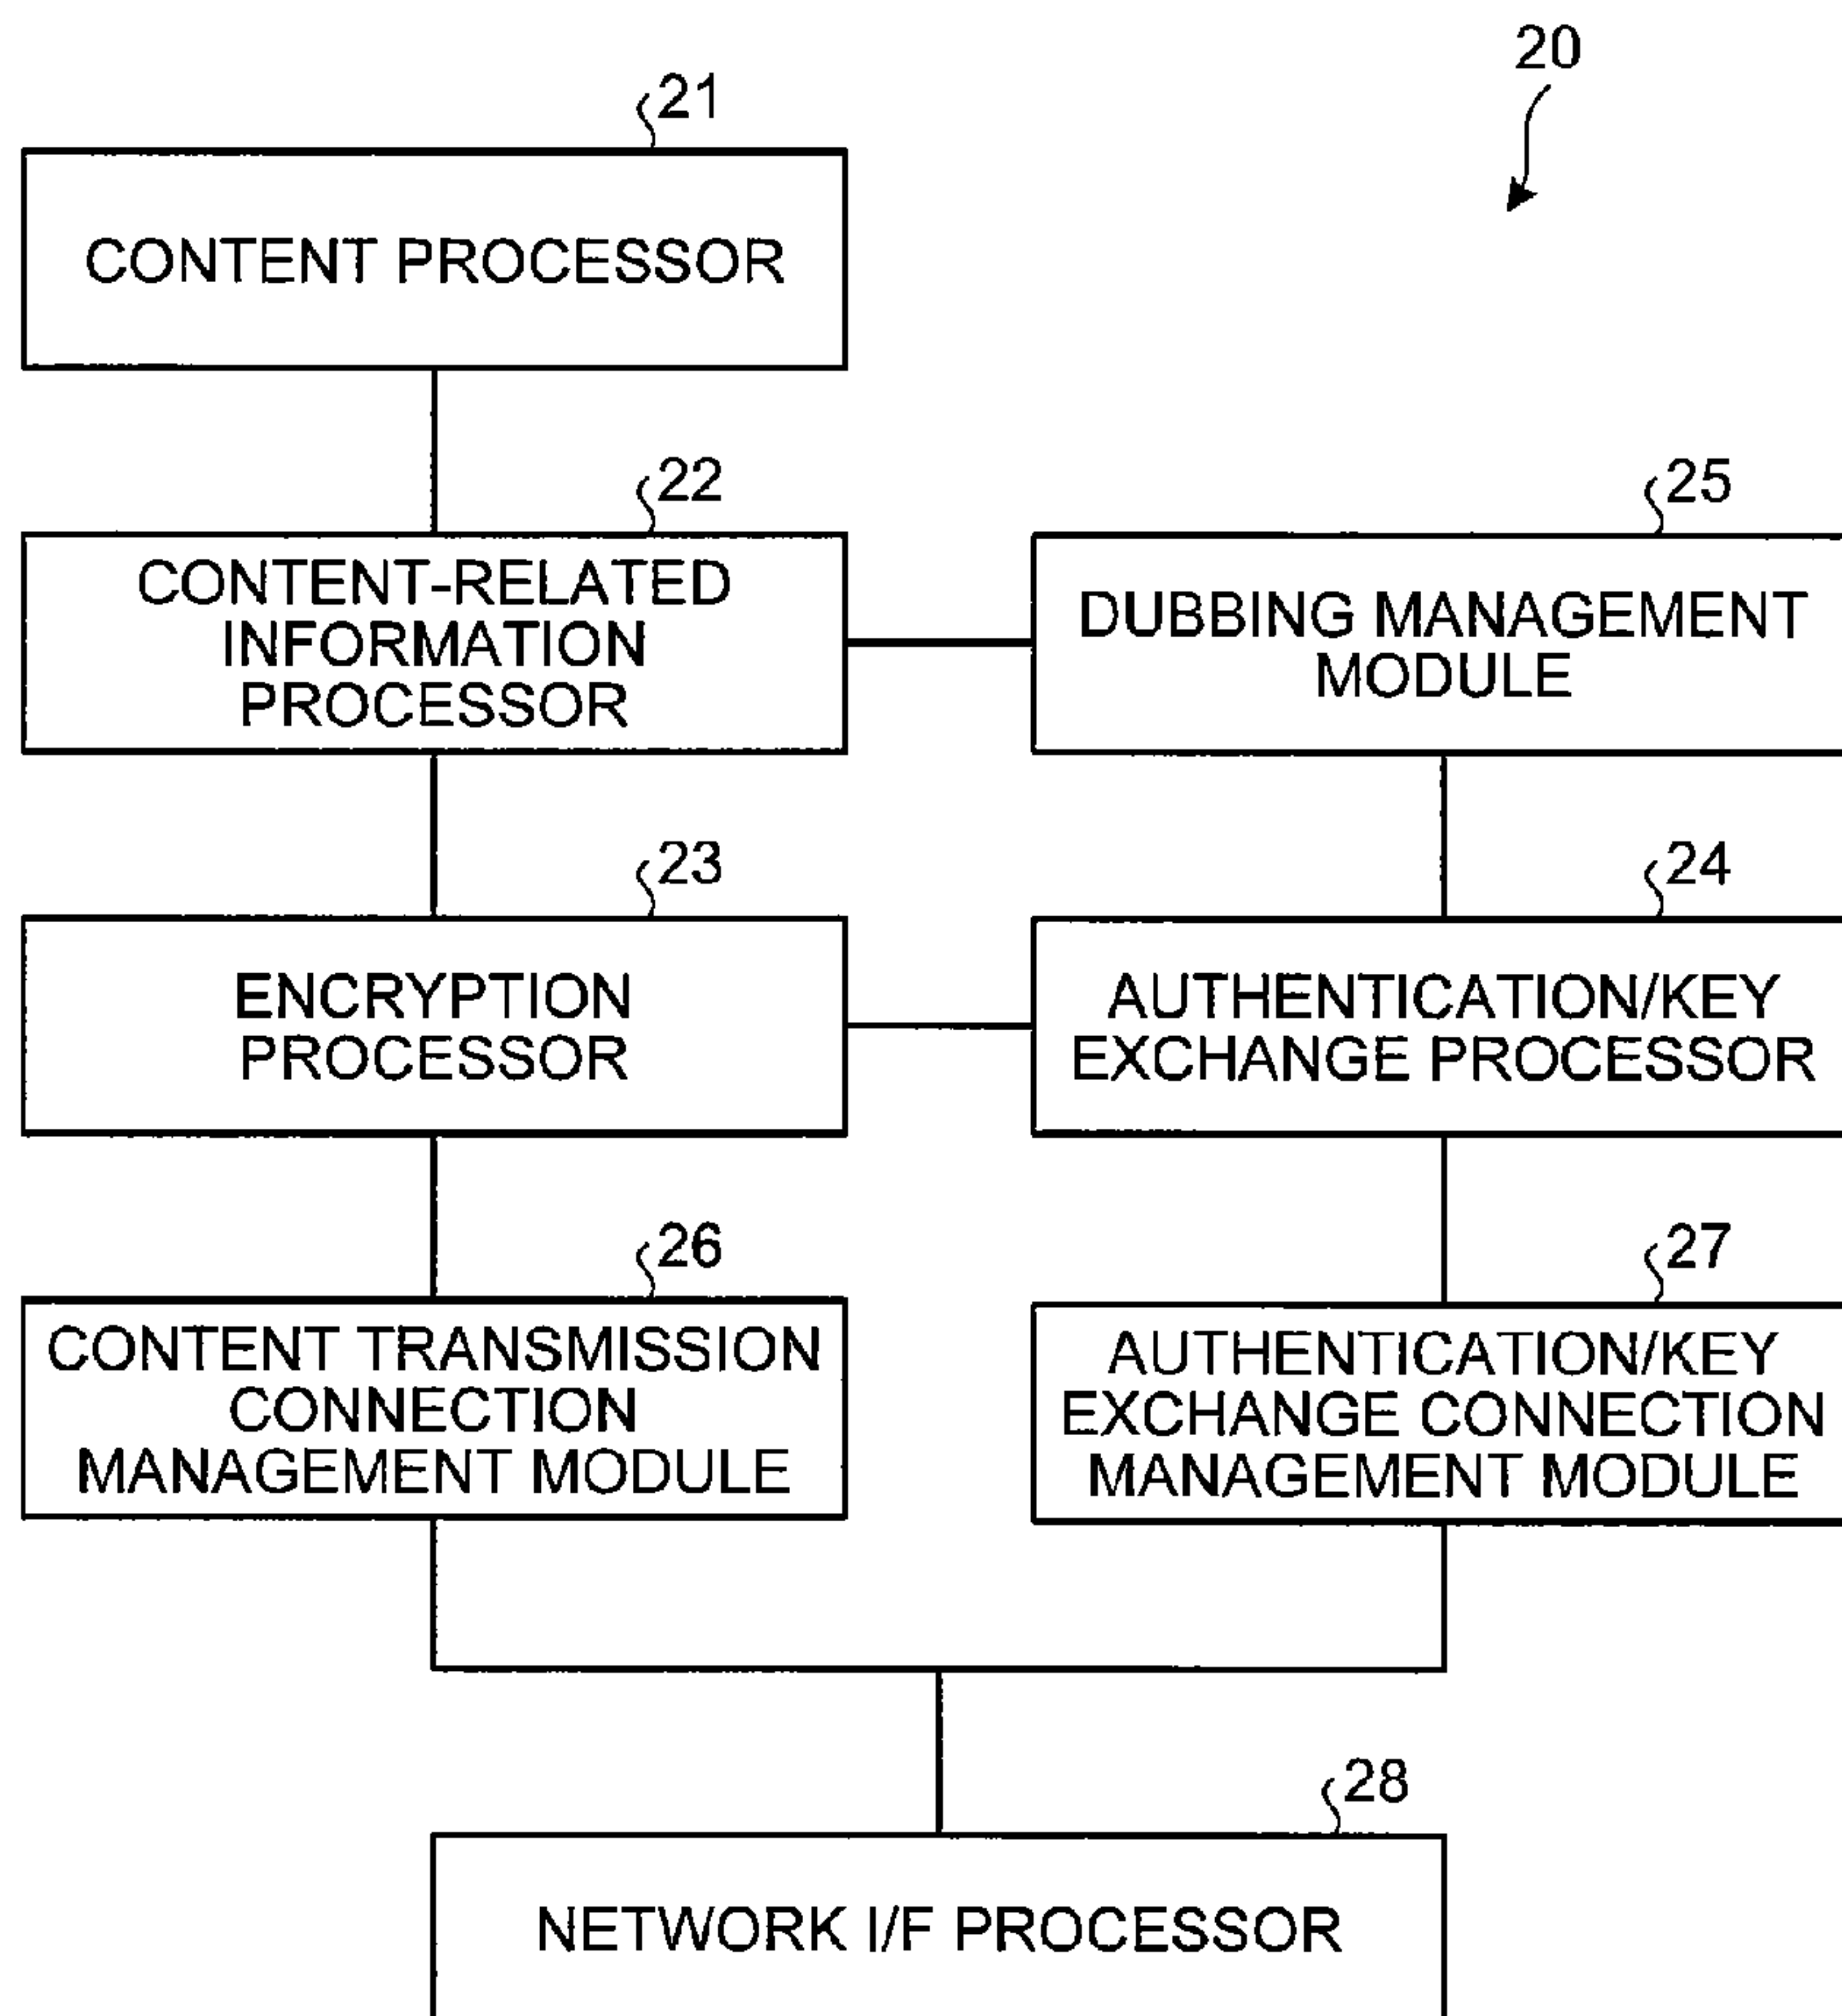 20
21
CONTENT PROCESSOR
22
CONTENT-RELATED
INFORMATION
PROCESSOR
25
DUBBING MANAGEMENT
MODULE
23
ENCRYPTION
PROCESSOR
24
AUTHENTICATION/KEY
EXCHANGE PROCESSOR
26
CONTENT TRANSMISSION
CONNECTION
MANAGEMENT MODULE
27
AUTHENTICATION/KEY
EXCHANGE CONNECTION
MANAGEMENT MODULE
28
NETWORK I/F PROCESSOR